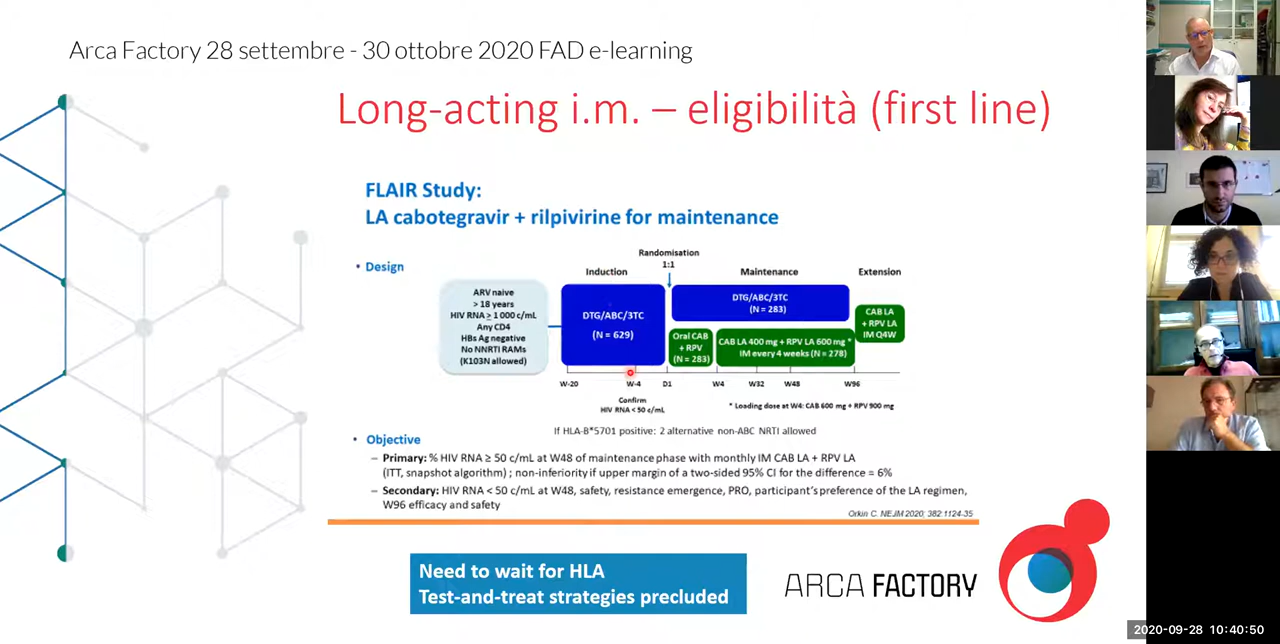 Arca Factory 28 settembre - 30 ottobre 2020 FAD e-learning
Long-acting i.m. – eligibilità (first line)
FLAIR Study:
LA cabotegravir + rilpivirine for maintenance
• Design
Randomisation
1:1
Induction
Maintenance
Extension
ARV naive
> 18 years
HIV RNA ≥ 1 000 c/mL
Any CD4
HBs Ag negative
No NNRTI RAMs
(K103N allowed)
DTG/ABC/3TC
(N = 629)
DTG/ABC/3TC
(N = 283)
Oral CAB
+ RPV
(N = 283)
CAB LA 400 mg + RPV LA 600 mg *
IM every 4 weeks (N = 278)
CAB LA
+ RPV LA
IM Q4W
W-20 W-4 D1 W4 W32 W48 W96
Confirm
HIV RNA < 50 c/mL
* Loading dose at W4: CAB 600 mg + RPV 900 mg
If HLA-B*5701 positive: 2 alternative non-ABC NRTI allowed
• Objective
– Primary: % HIV RNA ≥ 50 c/mL at W48 of maintenance phase with monthly IM CAB LA + RPV LA
(ITT, snapshot algorithm) ; non-inferiority if upper margin of a two-sided 95% CI for the difference = 6%
– Secondary: HIV RNA < 50 c/mL at W48, safety, resistance emergence, PRO, participant's preference of the LA regimen,
W96 efficacy and safety
Orkin C. NEJM 2020; 382:1124-35
Need to wait for HLA
Test-and-treat strategies precluded
ARCA FACTORY
2020-09-28 10:40:50